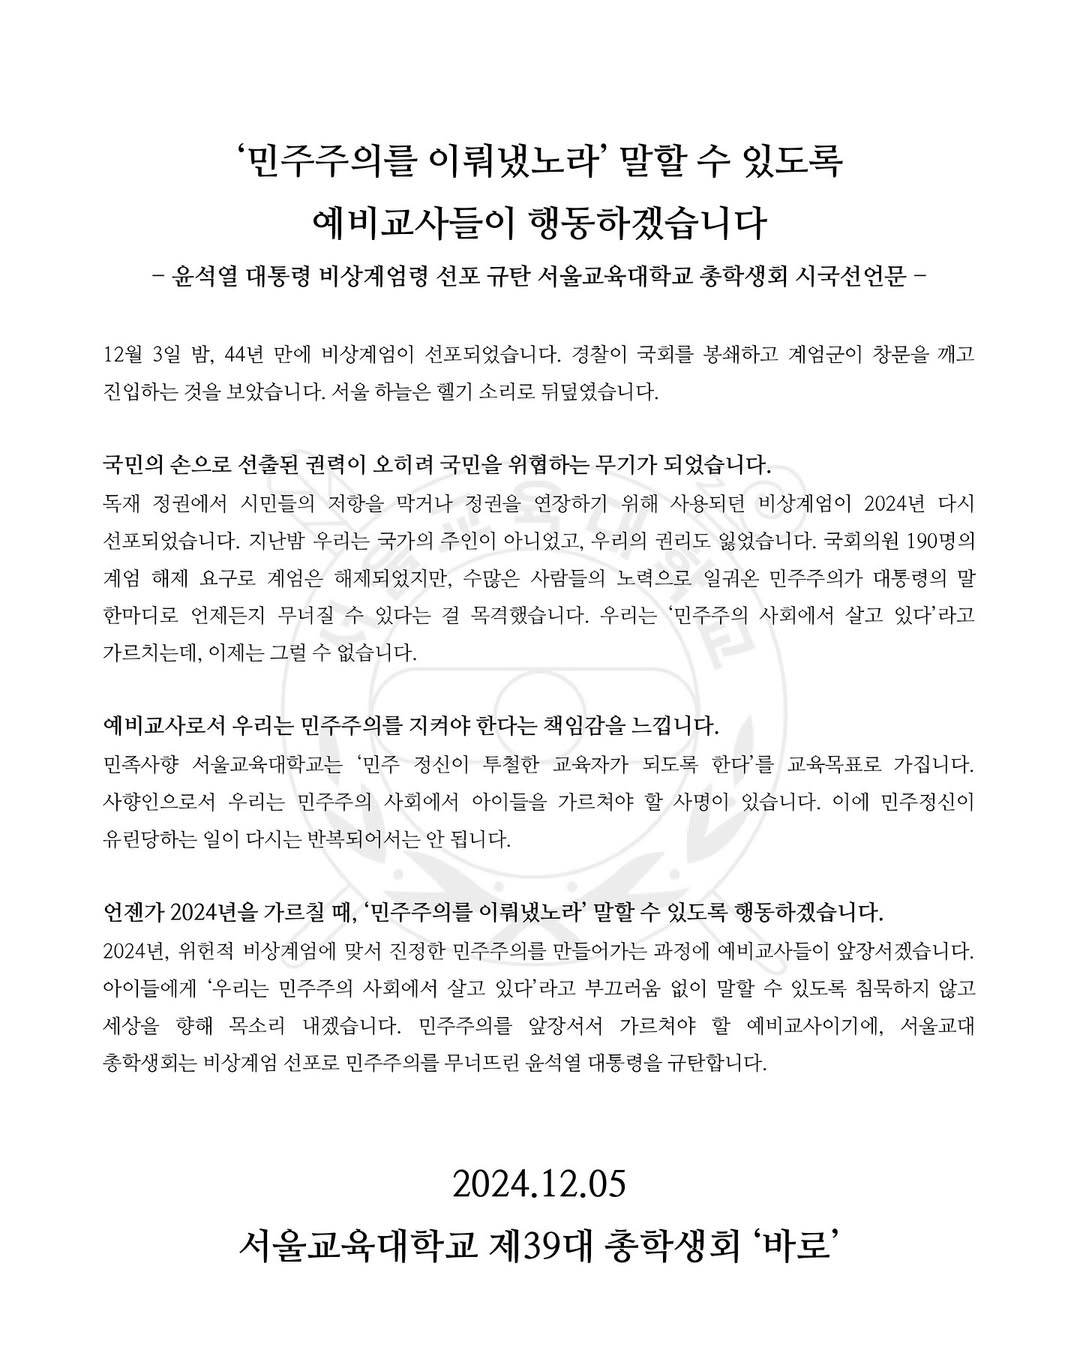 ‘민주주의를 이뤄냈노라’ 말할 수 있도록
예비교사들이 행동하겠습니다
– 윤석열 대통령 비상계엄령 선포 규탄 서울교육대학교 총학생회 시국선언문 –
12월 3일 밤, 44년 만에 비상계엄이 선포되었습니다. 경찰이 국회를 봉쇄하고 계엄군이 창문을 깨고
진입하는 것을 보았습니다. 서울 하늘은 헬기 소리로 뒤덮였습니다.
국민의 손으로 선출된 권력이 오히려 국민을 위협하는 무기가 되었습니다.
독재 정권에서 시민들의 저항을 막거나 정권을 연장하기 위해 사용되던 비상계엄이 2024년 다시
선포되었습니다. 지난밤 우리는 국가의 주인이 아니었고, 우리의 권리도 잃었습니다. 국회의원 190명의
계엄 해제 요구로 계엄은 해제되었지만, 수많은 사람들의 노력으로 일궈온 민주주의가 대통령의 말
한마디로 언제든지 무너질 수 있다는 걸 목격했습니다. 우리는 ‘민주주의 사회에서 살고 있다’라고
가르치는데, 이제는 그럴 수 없습니다.
예비교사로서 우리는 민주주의를 지켜야 한다는 책임감을 느낍니다.
민족사향 서울교육대학교는 ‘민주 정신이 투철한 교육자가 되도록 한다’를 교육목표로 가집니다.
사향인으로서 우리는 민주주의 사회에서 아이들을 가르쳐야 할 사명이 있습니다. 이에 민주정신이
유린당하는 일이 다시는 반복되어서는 안 됩니다.
언젠가 2024년을 가르칠 때, ‘민주주의를 이뤄냈노라’ 말할 수 있도록 행동하겠습니다.
2024년, 위헌적 비상계엄에 맞서 진정한 민주주의를 만들어가는 과정에 예비교사들이 앞장서겠습니다.
아이들에게 ‘우리는 민주주의 사회에서 살고 있다’라고 부끄러움 없이 말할 수 있도록 침묵하지 않고
세상을 향해 목소리 내겠습니다. 민주주의를 앞장서서 가르쳐야 할 예비교사이기에, 서울교대
총학생회는 비상계엄 선포로 민주주의를 무너뜨린 윤석열 대통령을 규탄합니다.
2024.12.05
서울교육대학교 제39대 총학생회 ‘바로’
서울교육대학교